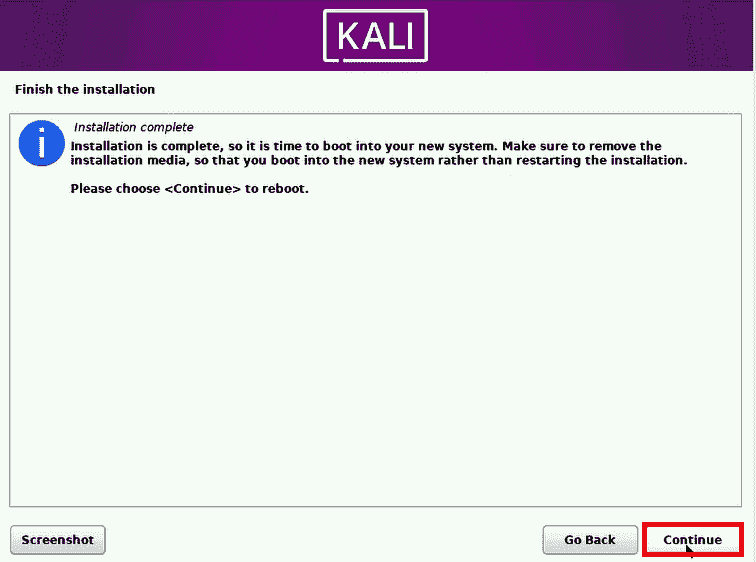 KALI
Finish the installation
Installation complete
Installation is complete, so it is time to boot into your new system. Make sure to remove the
installation media, so that you boot into the new system rather than restarting the installation.
Please choose <Continue> to reboot.
Screenshot
Go Back
Continue